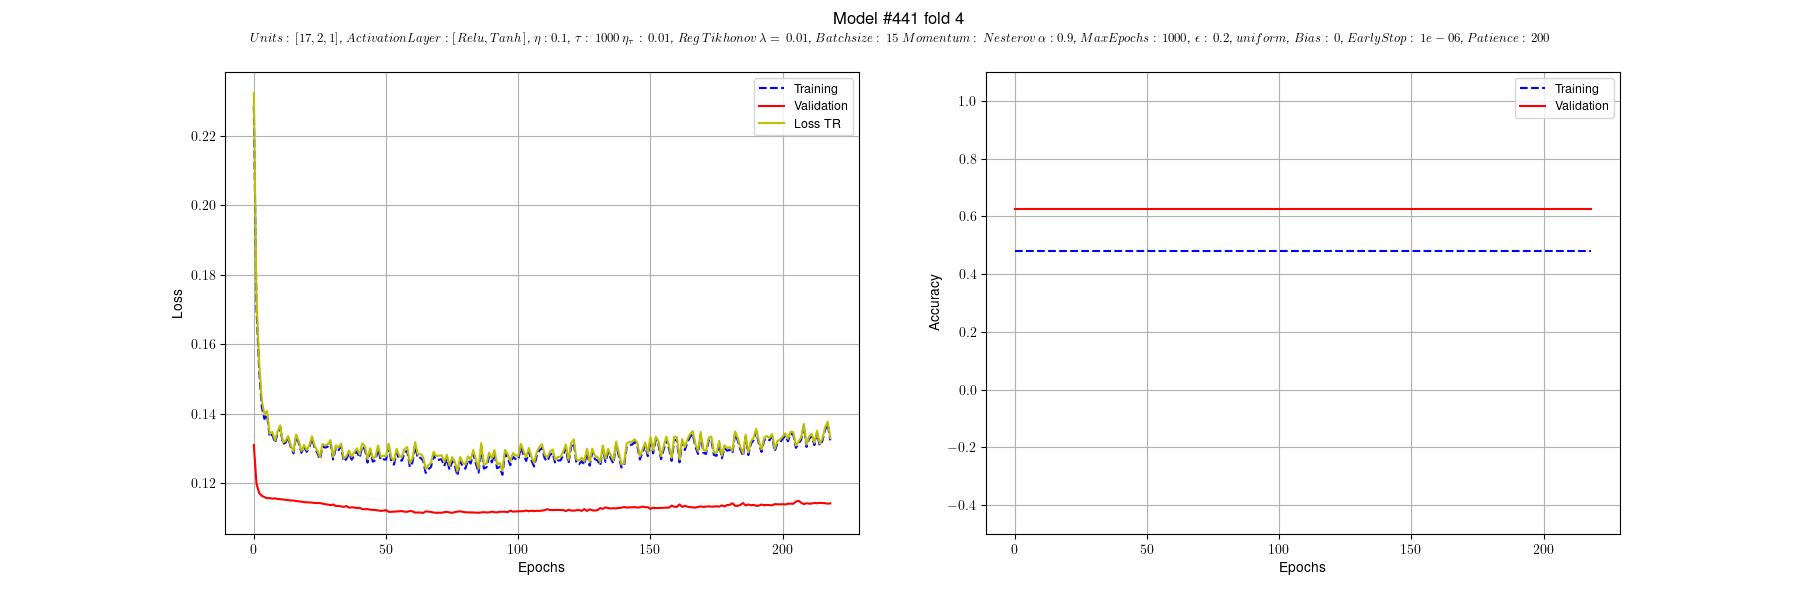 Model #441 fold 4
Units : [17, 2, 1], ActivationLayer : [Relu, Tanh], η : 0.1, τ : 1000 η_τ : 0.01, Reg Tikhonov λ = 0.01, Batchsize : 15 Momentum : Nesterov α : 0.9, MaxEpochs : 1000, ϵ : 0.2, uniform, Bias : 0, EarlyStop : 1e − 06, Patience : 200
Training
Validation
Loss TR
0.22
0.20
0.18
0.16
0.14
0.12
Loss
0 50 100 150 200
Epochs
Training
Validation
1.0
0.8
0.6
0.4
0.2
0.0
−0.2
−0.4
Accuracy
0 50 100 150 200
Epochs